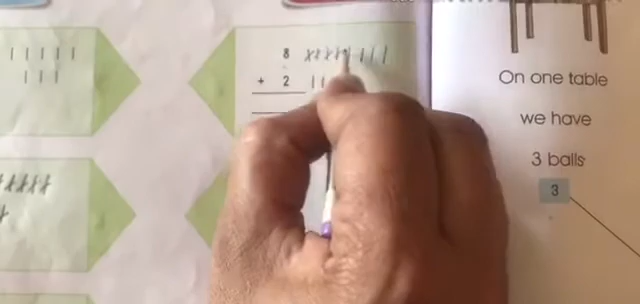 8
+ 2
On one table
we have
3 balls
3